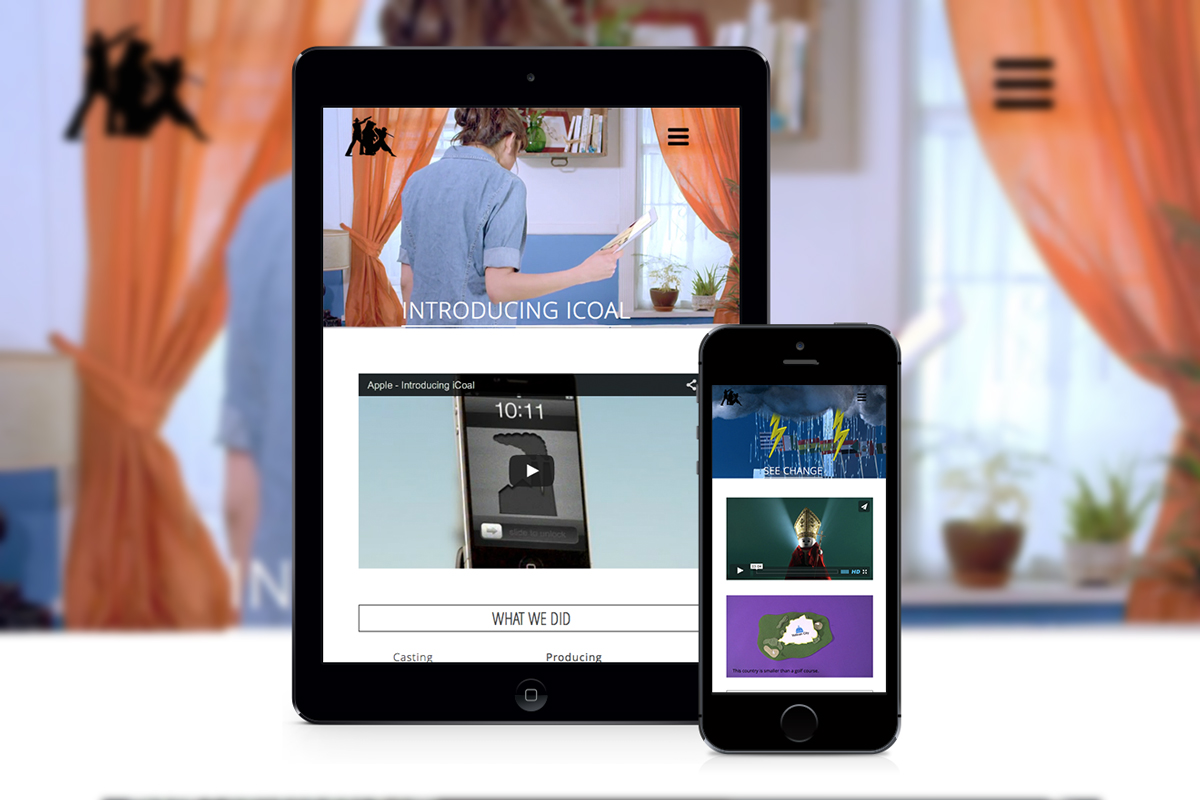 INTRODUCING ICOAL
Apple - Introducing iCoal
10:11
slide to unlock
WHAT WE DID
Casting
Producing
SEE CHANGE
HD
This country is smaller than a golf course.
IN